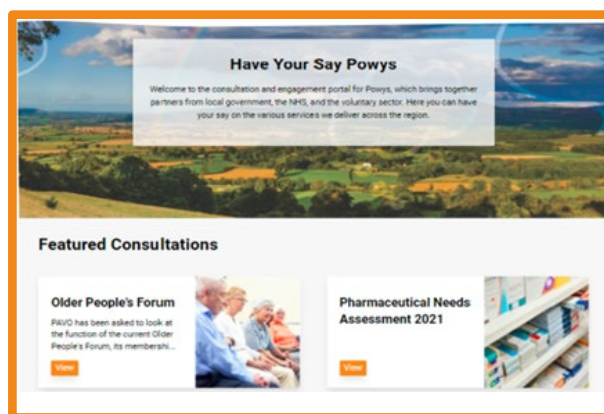 Have Your Say Powys
Welcome to the consultation and engagement portal for Powys, which brings together
partners from local government, the NHS, and the voluntary sector. Here you can have
your say on the various services we deliver across the region.
Featured Consultations
Older People's Forum
PAVO has been asked to look at
the function of the current Older
People's Forum, its membershi...
View
Pharmaceutical Needs
Assessment 2021
View